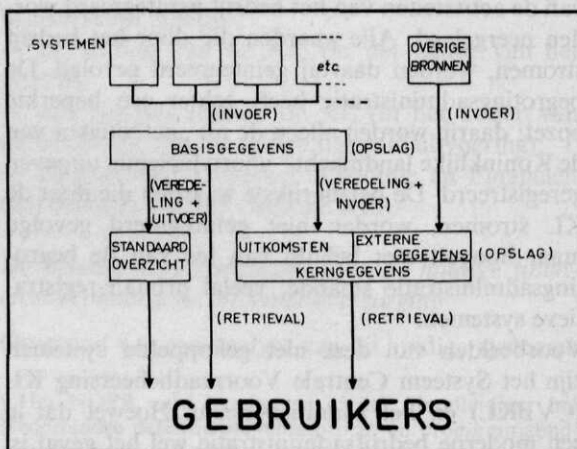 SYSTEMEN
etc
OVERIGE
BRONNEN
(INVOER)
(INVOER)
BASISGEGEVENS
(OPSLAG)
(VEREDE-
LING +
UITVOER)
(VEREDELING +
INVOER)
STANDAARD
OVERZICHT
UITKOMSTEN
EXTERNE
GEGEVENS
(OPSLAG)
KERNGEGEVENS
(RETRIEVAL)
(RETRIEVAL)
GEBRUIKERS